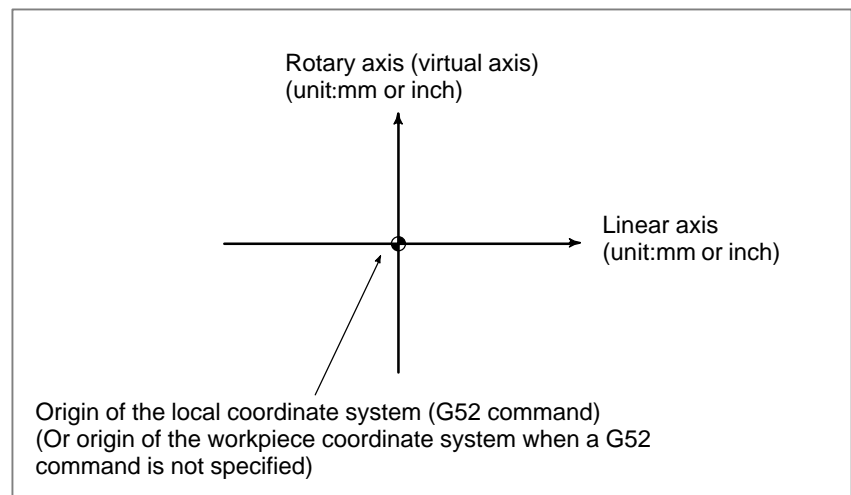 Rotary axis (virtual axis)
(unit:mm or inch)
Linear axis
(unit:mm or inch)
Origin of the local coordinate system (G52 command)
(Or origin of the workpiece coordinate system when a G52
command is not specified)